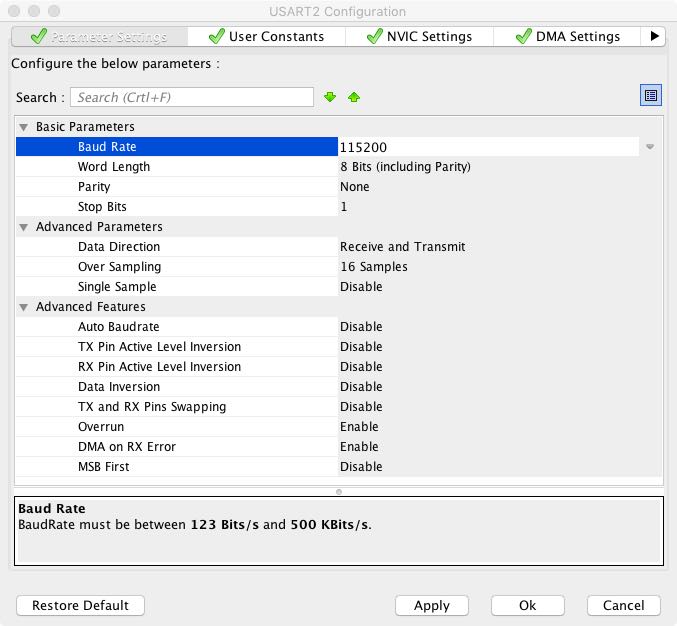 USART2 Configuration
Parameter Settings User Constants NVIC Settings DMA Settings
Configure the below parameters :
Search : Search (Crtl+F)
Basic Parameters
Baud Rate 115200
Word Length 8 Bits (including Parity)
Parity None
Stop Bits 1
Advanced Parameters
Data Direction Receive and Transmit
Over Sampling 16 Samples
Single Sample Disable
Advanced Features
Auto Baudrate Disable
TX Pin Active Level Inversion Disable
RX Pin Active Level Inversion Disable
Data Inversion Disable
TX and RX Pins Swapping Disable
Overrun Enable
DMA on RX Error Enable
MSB First Disable
Baud Rate
BaudRate must be between 123 Bits/s and 500 KBits/s.
Restore Default Apply Ok Cancel